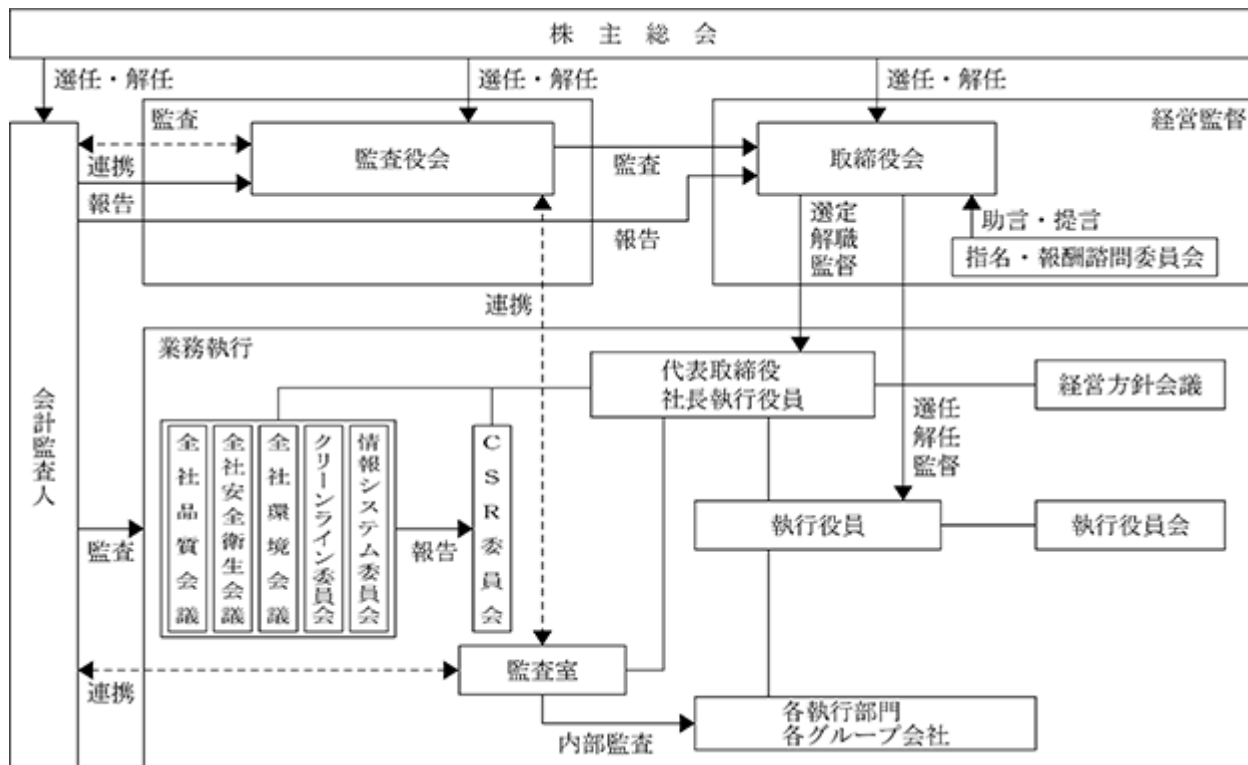 株主総会
選任・解任
選任・解任
選任・解任
経営監督
監査
連携
報告
監査役会
監査
報告
取締役会
選定
解職
監督
助言・提言
指名・報酬諮問委員会
連携
業務執行
代表取締役
社長執行役員
経営方針会議
選任
解任
監督
会計監査人
全社品質会議
全社安全衛生会議
全社環境会議
クリーンライン委員会
情報システム委員会
報告
CSR委員会
監査
執行役員
執行役員会
連携
監査室
内部監査
各執行部門
各グループ会社